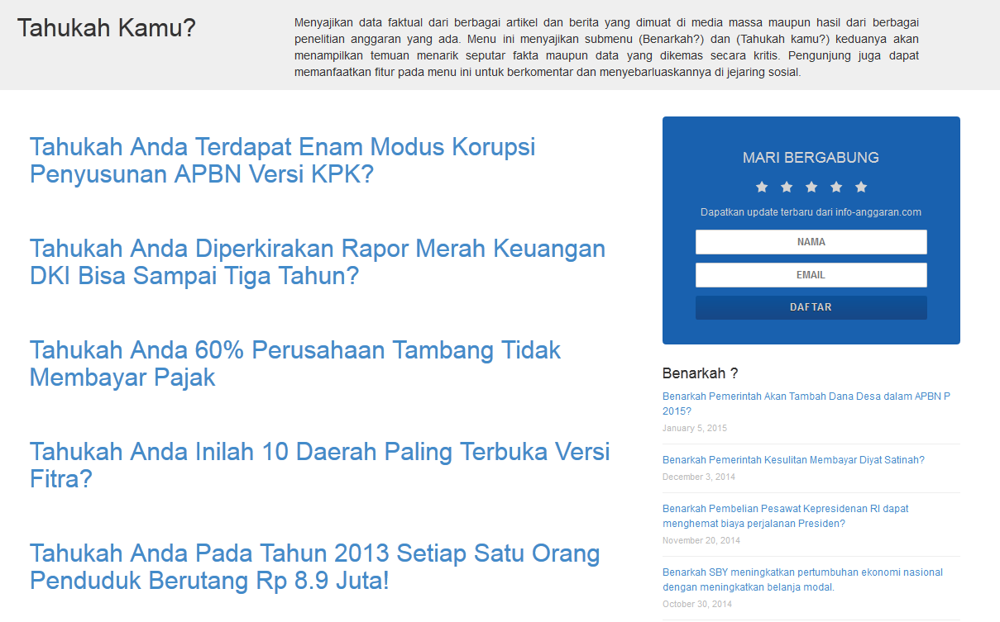 Tahukah Kamu?
Menyajikan data faktual dari berbagai artikel dan berita yang dimuat di media massa maupun hasil dari berbagai
penelitian anggaran yang ada. Menu ini menyajikan submenu (Benarkah?) dan (Tahukah kamu?) keduanya akan
menampilkan temuan menarik seputar fakta maupun data yang dikemas secara kritis. Pengunjung juga dapat
memanfaatkan fitur pada menu ini untuk berkomentar dan menyebarluaskannya di jejaring sosial.
Tahukah Anda Terdapat Enam Modus Korupsi
Penyusunan APBN Versi KPK?
Tahukah Anda Diperkirakan Rapor Merah Keuangan
DKI Bisa Sampai Tiga Tahun?
Tahukah Anda 60% Perusahaan Tambang Tidak
Membayar Pajak
Tahukah Anda Inilah 10 Daerah Paling Terbuka Versi
Fitra?
Tahukah Anda Pada Tahun 2013 Setiap Satu Orang
Penduduk Berutang Rp 8.9 Juta!
MARI BERGABUNG
Dapatkan update terbaru dari info-anggaran.com
NAMA
EMAIL
DAFTAR
Benarkah ?
Benarkah Pemerintah Akan Tambah Dana Desa dalam APBN P
2015?
January 5, 2015
Benarkah Pemerintah Kesulitan Membayar Diyat Satinah?
December 3, 2014
Benarkah Pembelian Pesawat Kepresidenan RI dapat
menghemat biaya perjalanan Presiden?
November 20, 2014
Benarkah SBY meningkatkan pertumbuhan ekonomi nasional
dengan meningkatkan belanja modal.
October 30, 2014